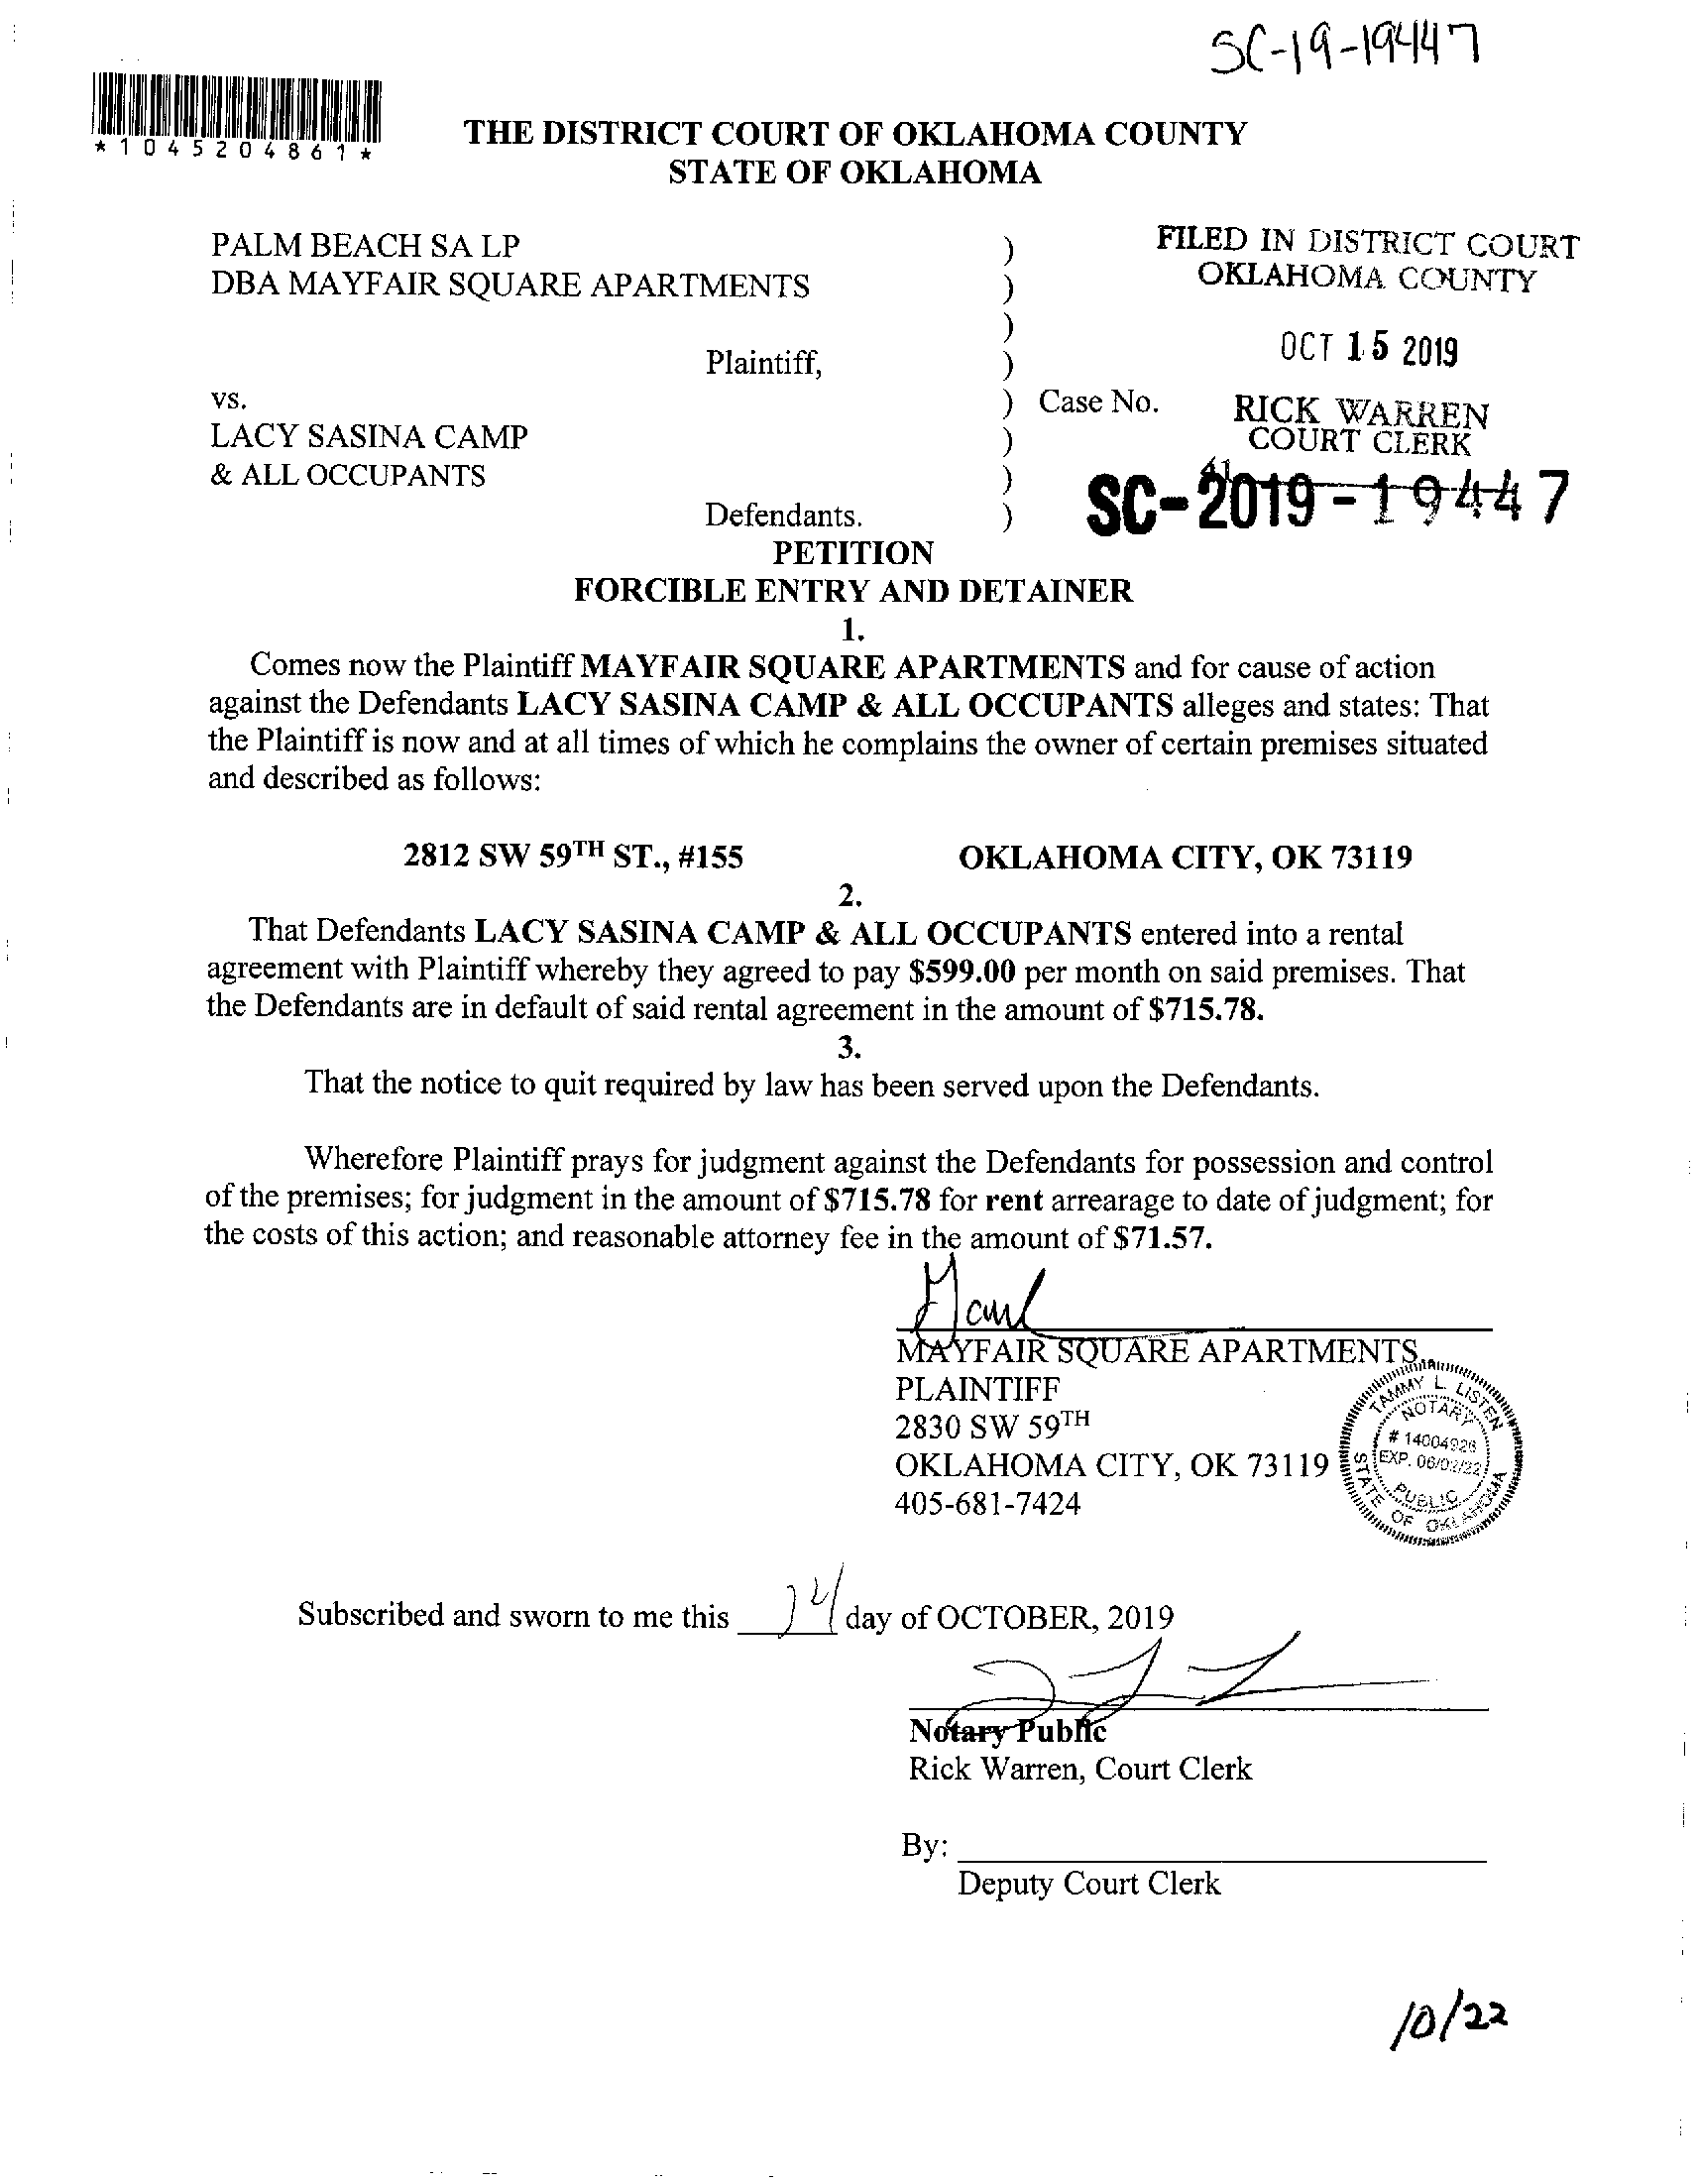 SC-19-19447
*1045204861*
THE DISTRICT COURT OF OKLAHOMA COUNTY
STATE OF OKLAHOMA
PALM BEACH SA LP )
DBA MAYFAIR SQUARE APARTMENTS )
)
Plaintiff, )
vs. ) Case No.
LACY SASINA CAMP )
& ALL OCCUPANTS )
Defendants. )
FILED IN DISTRICT COURT
OKLAHOMA COUNTY
OCT 15 2019
RICK WARREN
COURT CLERK
41
SC-2019-19447
PETITION
FORCIBLE ENTRY AND DETAINER
1.
Comes now the Plaintiff MAYFAIR SQUARE APARTMENTS and for cause of action
against the Defendants LACY SASINA CAMP & ALL OCCUPANTS alleges and states: That
the Plaintiff is now and at all times of which he complains the owner of certain premises situated
and described as follows:
2812 SW 59TH ST., #155 OKLAHOMA CITY, OK 73119
2.
That Defendants LACY SASINA CAMP & ALL OCCUPANTS entered into a rental
agreement with Plaintiff whereby they agreed to pay $599.00 per month on said premises. That
the Defendants are in default of said rental agreement in the amount of $715.78.
3.
That the notice to quit required by law has been served upon the Defendants.
Wherefore Plaintiff prays for judgment against the Defendants for possession and control
of the premises; for judgment in the amount of $715.78 for rent arrearage to date of judgment; for
the costs of this action; and reasonable attorney fee in the amount of $71.57.
MAYFAIR SQUARE APARTMENTS
PLAINTIFF
2830 SW 59TH
OKLAHOMA CITY, OK 73119
405-681-7424
TAMMY L LISTEN
NOTARY
# 14004926
EXP. 06/02/22
PUBLIC
STATE OF OKLAHOMA
Subscribed and sworn to me this 14 day of OCTOBER, 2019
Notary Public
Rick Warren, Court Clerk
By:
Deputy Court Clerk
10/22